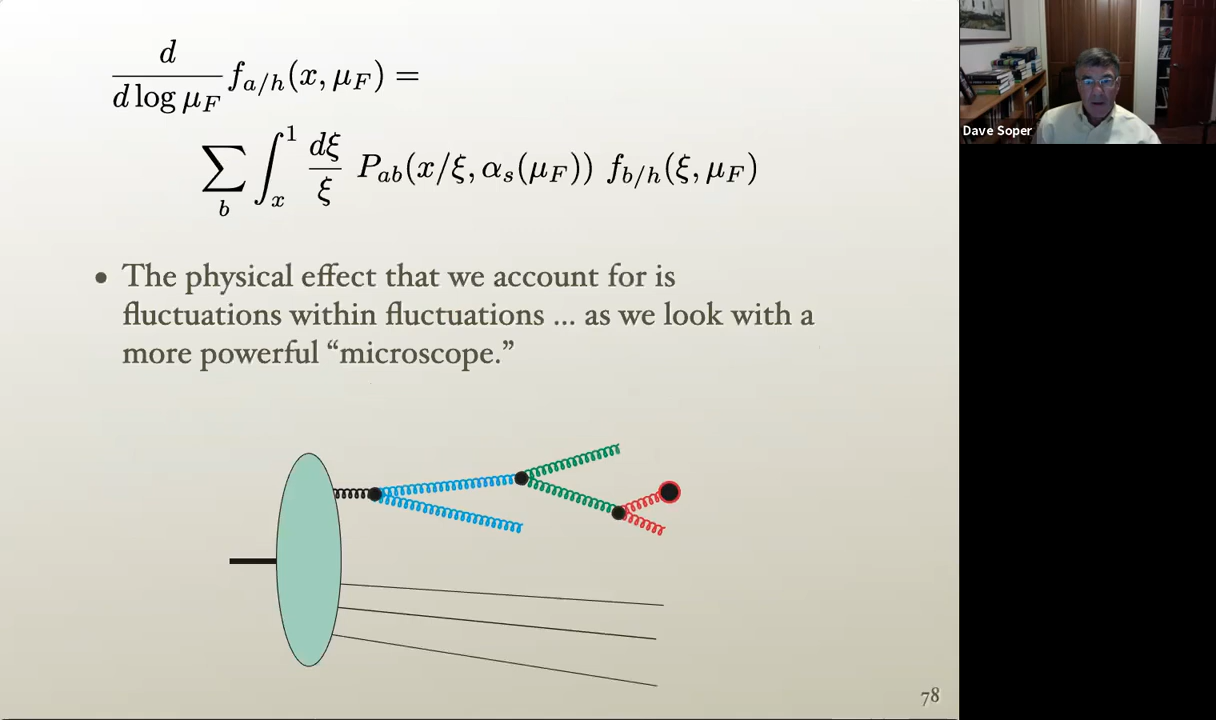 d/(d log μ_F) f_{a/h}(x, μ_F) =
∑_b ∫_x^1 dξ/ξ P_{ab}(x/ξ, α_s(μ_F)) f_{b/h}(ξ, μ_F)
• The physical effect that we account for is
fluctuations within fluctuations ... as we look with a
more powerful “microscope.”
78
Dave Soper